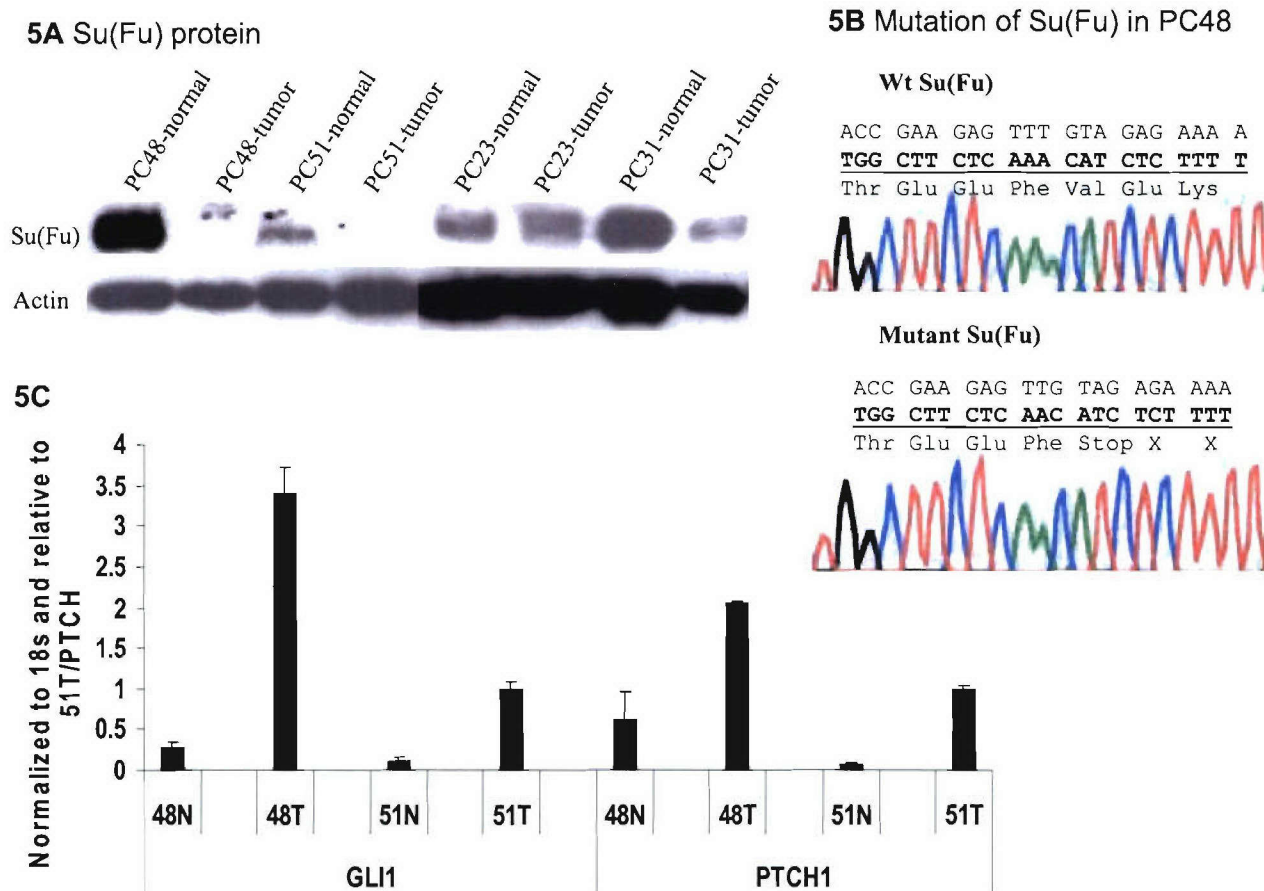 5A Su(Fu) protein
PC48-normal
PC48-tumor
PC51-normal
PC51-tumor
PC23-normal
PC23-tumor
PC31-normal
PC31-tumor
Su(Fu)
Actin
5B Mutation of Su(Fu) in PC48
Wt Su(Fu)
ACC GAA GAG TTT GTA GAG AAA A
TGG CTT CTC AAA CAT CTC TTT T
Thr Glu Glu Phe Val Glu Lys
Mutant Su(Fu)
ACC GAA GAG TTG TAG AGA AAA
TGG CTT CTC AAC ATC TCT TTT
Thr Glu Glu Phe Stop X X
5C
Normalized to 18s and relative to
51T/PTCH
4
3.5
3
2.5
2
1.5
1
0.5
0
48N 48T 51N 51T 48N 48T 51N 51T
GLI1 PTCH1